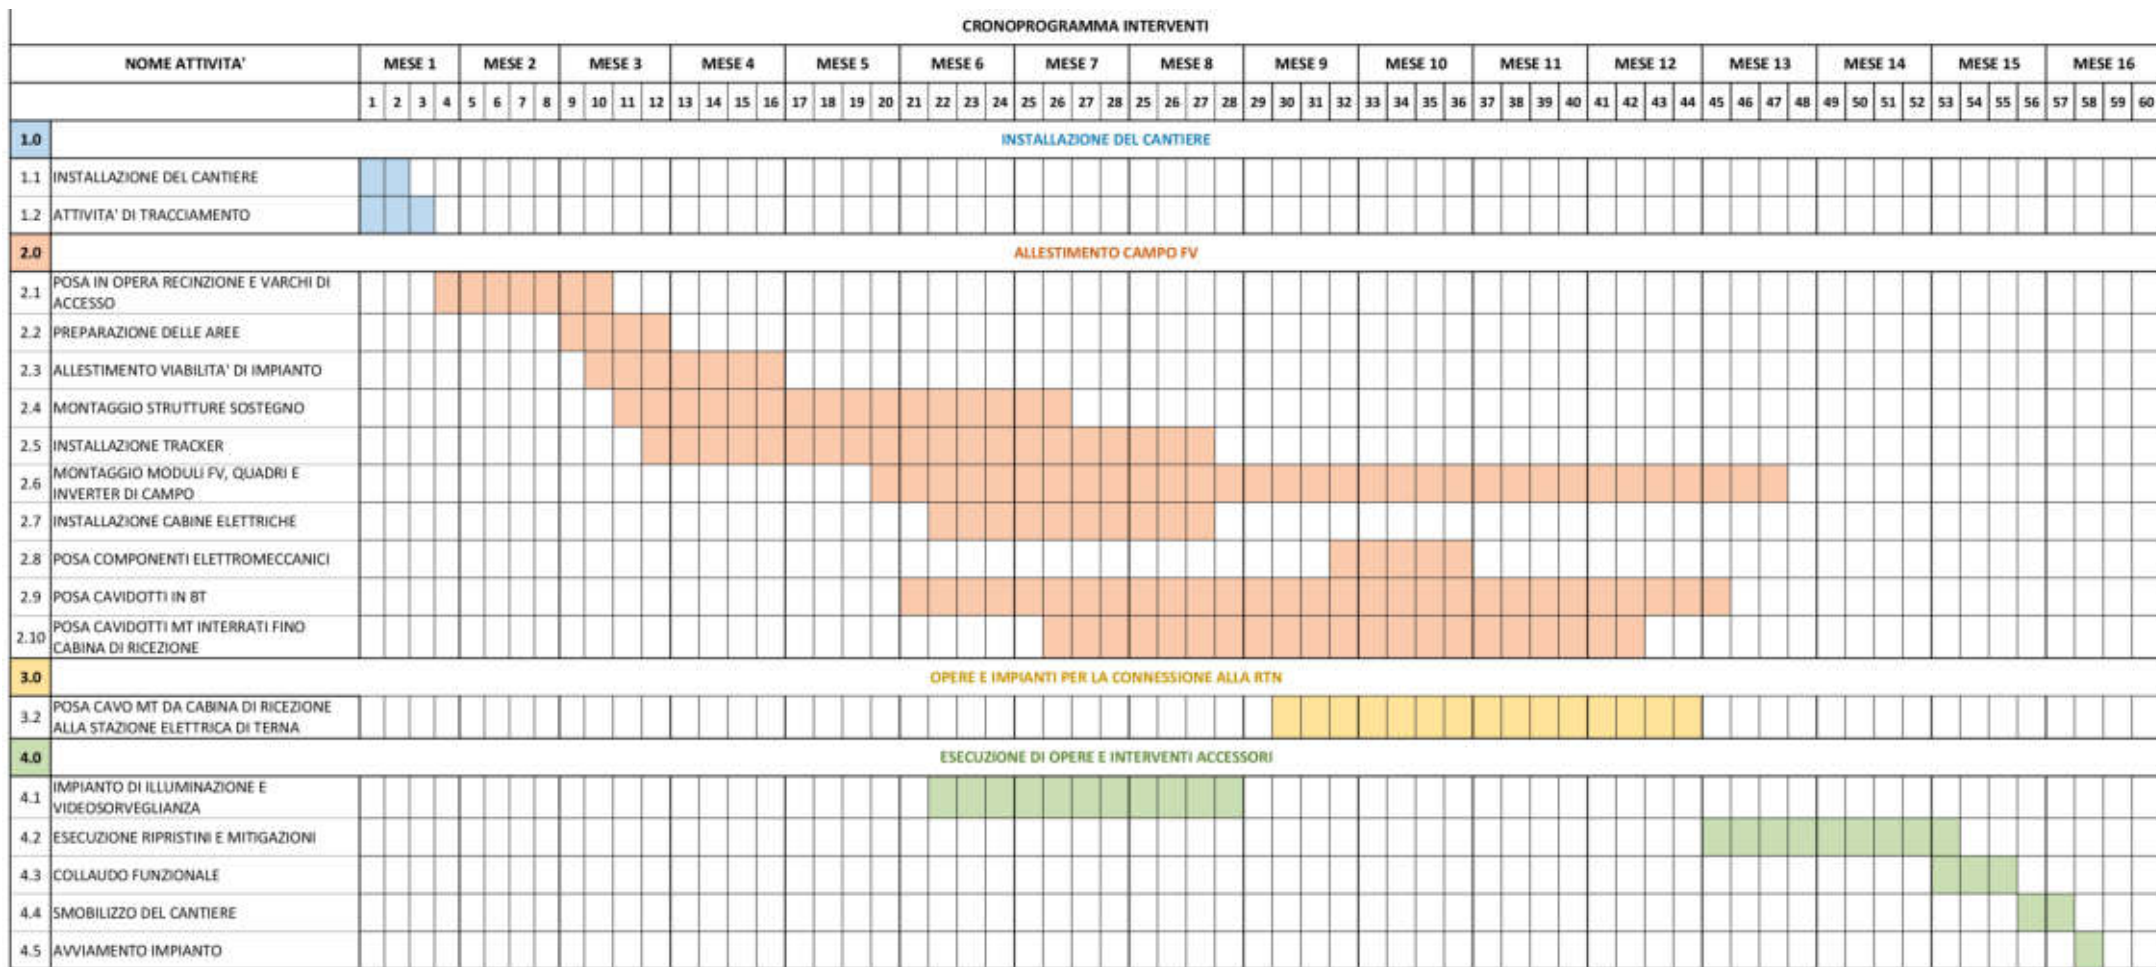 CRONOPROGRAMMA INTERVENTI
NOME ATTIVITA' MESE 1 MESE 2 MESE 3 MESE 4 MESE 5 MESE 6 MESE 7 MESE 8 MESE 9 MESE 10 MESE 11 MESE 12 MESE 13 MESE 14 MESE 15 MESE 16
1 2 3 4 5 6 7 8 9 10 11 12 13 14 15 16 17 18 19 20 21 22 23 24 25 26 27 28 25 26 27 28 29 30 31 32 33 34 35 36 37 38 39 40 41 42 43 44 45 46 47 48 49 50 51 52 53 54 55 56 57 58 59 60
1.0 INSTALLAZIONE DEL CANTIERE
1.1 INSTALLAZIONE DEL CANTIERE
1.2 ATTIVITA' DI TRACCIAMENTO
2.0 ALLESTIMENTO CAMPO FV
2.1 POSA IN OPERA RECINZIONE E VARCHI DI
ACCESSO
2.2 PREPARAZIONE DELLE AREE
2.3 ALLESTIMENTO VIABILITA' DI IMPIANTO
2.4 MONTAGGIO STRUTTURE SOSTEGNO
2.5 INSTALLAZIONE TRACKER
2.6 MONTAGGIO MODULI FV, QUADRI E
INVERTER DI CAMPO
2.7 INSTALLAZIONE CABINE ELETTRICHE
2.8 POSA COMPONENTI ELETTROMECCANICI
2.9 POSA CAVIDOTTI IN BT
2.10 POSA CAVIDOTTI MT INTERRATI FINO
CABINA DI RICEZIONE
3.0 OPERE E IMPIANTI PER LA CONNESSIONE ALLA RTN
3.2 POSA CAVO MT DA CABINA DI RICEZIONE
ALLA STAZIONE ELETTRICA DI TERNA
4.0 ESECUZIONE DI OPERE E INTERVENTI ACCESSORI
4.1 IMPIANTO DI ILLUMINAZIONE E
VIDEOSORVEGLIANZA
4.2 ESECUZIONE RIPRISTINI E MITIGAZIONI
4.3 COLLAUDO FUNZIONALE
4.4 SMOBILIZZO DEL CANTIERE
4.5 AVVIAMENTO IMPIANTO